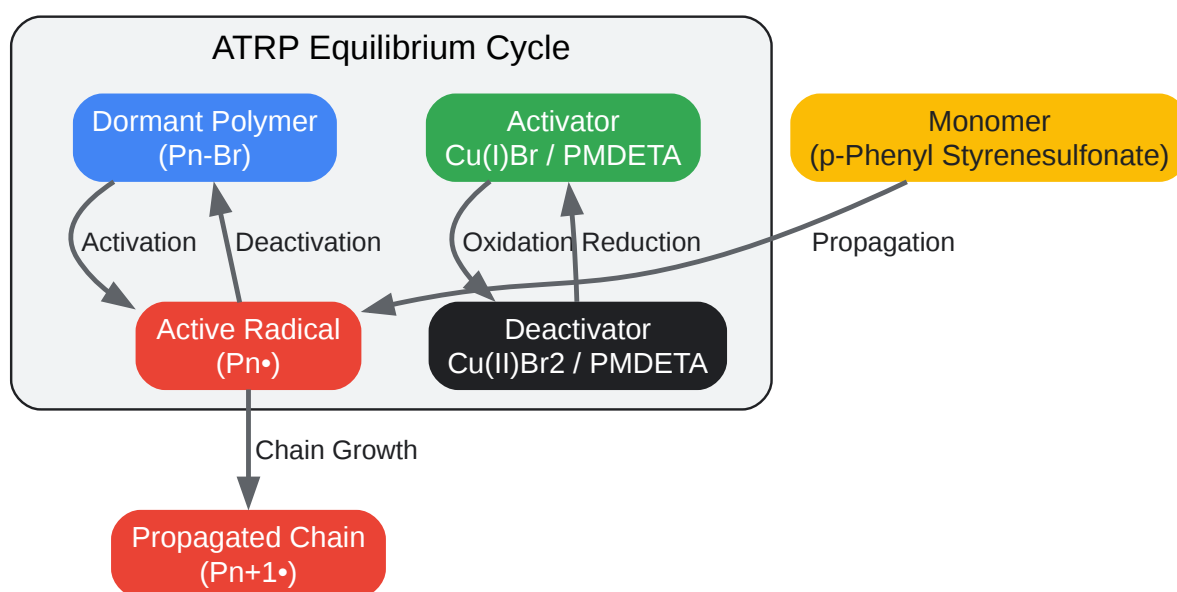 ATRP Equilibrium Cycle
Dormant Polymer
(Pn-Br)
Activator
Cu(I)Br / PMDETA
Monomer
(p-Phenyl Styrenesulfonate)
Activation
Deactivation
Oxidation
Reduction
Propagation
Active Radical
(Pn•)
Deactivator
Cu(II)Br2 / PMDETA
Chain Growth
Propagated Chain
(Pn+1•)